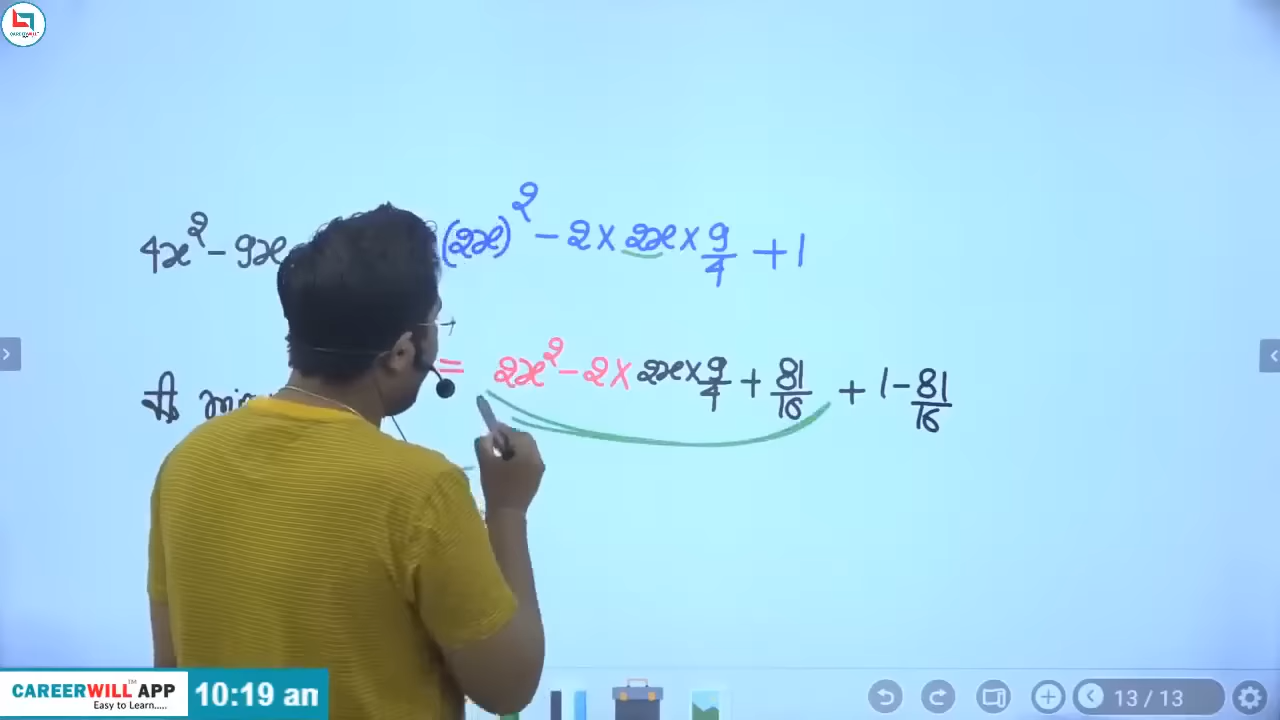 CAREERWILL
4x² - 9x (2x)² - 2 × 2x × 9/4 + 1
= 2x² - 2 × 2x × 9/4 + 81/16 + 1 - 81/16
CAREERWILL™ APP
Easy to Learn.....
10:19 an
13 / 13